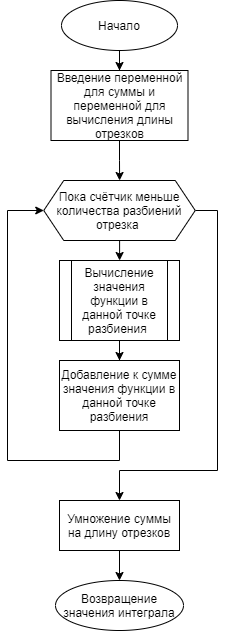 Начало
Введение переменной
для суммы и
переменной для
вычисления длины
отрезков
Пока счётчик меньше
количества разбиений
отрезка
Вычисление
значения
функции в
данной точке
разбиения
Добавление к сумме
значения функции в
данной точке
разбиения
Умножение суммы
на длину отрезков
Возвращение
значения интеграла